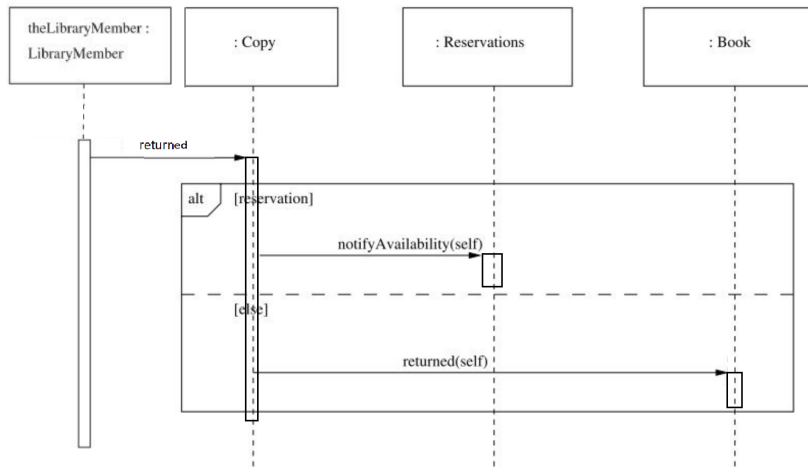 theLibraryMember :
LibraryMember
: Copy
: Reservations
: Book
returned
alt
[reservation]
notifyAvailability(self)
[else]
returned(self)